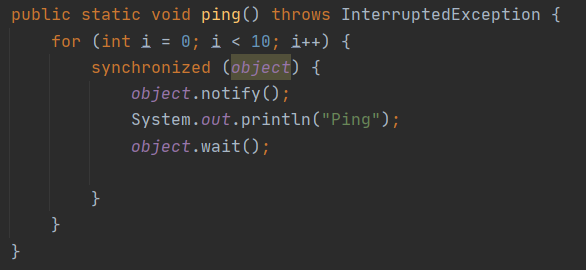 public static void ping() throws InterruptedException {
    for (int i = 0; i < 10; i++) {
        synchronized (object) {
            object.notify();
            System.out.println("Ping");
            object.wait();

        }
    }
}